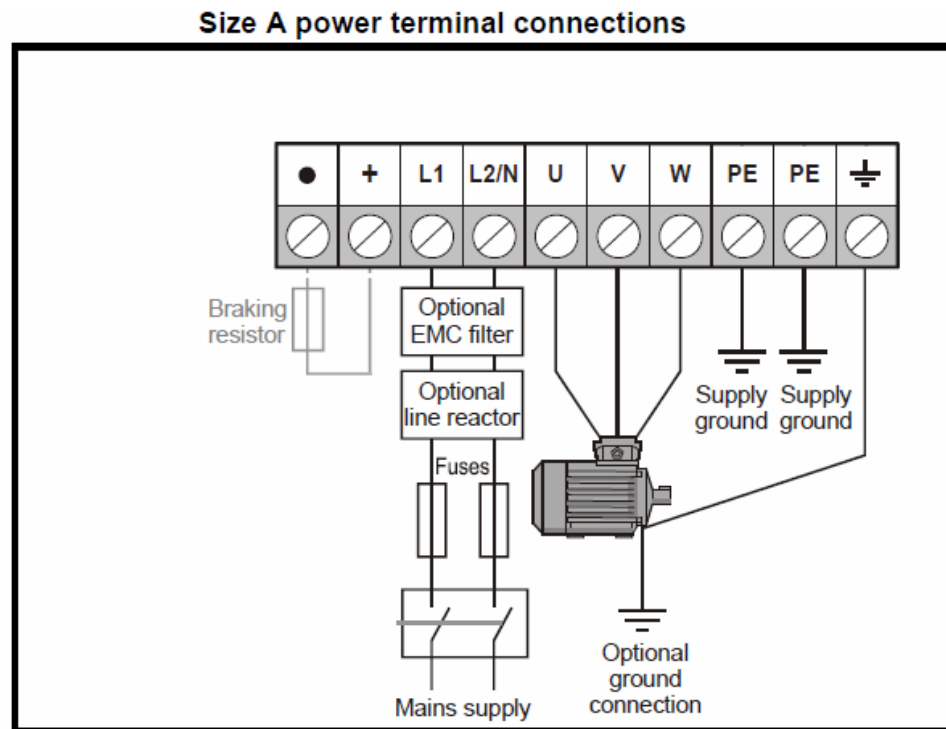 Size A power terminal connections
● + L1 L2/N U V W PE PE
Braking
resistor
Optional
EMC filter
Optional
line reactor
Fuses
Supply
ground
Supply
ground
Mains supply
Optional
ground
connection